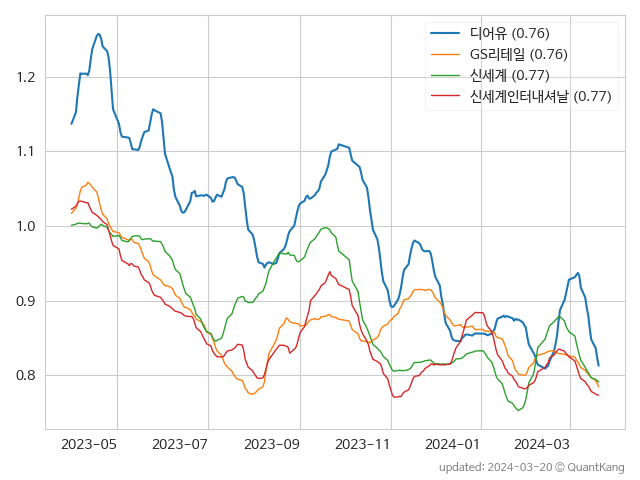 디어유 (0.76)
GS리테일 (0.76)
신세계 (0.77)
신세계인터내셔날 (0.77)
1.2
1.1
1.0
0.9
0.8
2023-05 2023-07 2023-09 2023-11 2024-01 2024-03
updated: 2024-03-20 © QuantKang